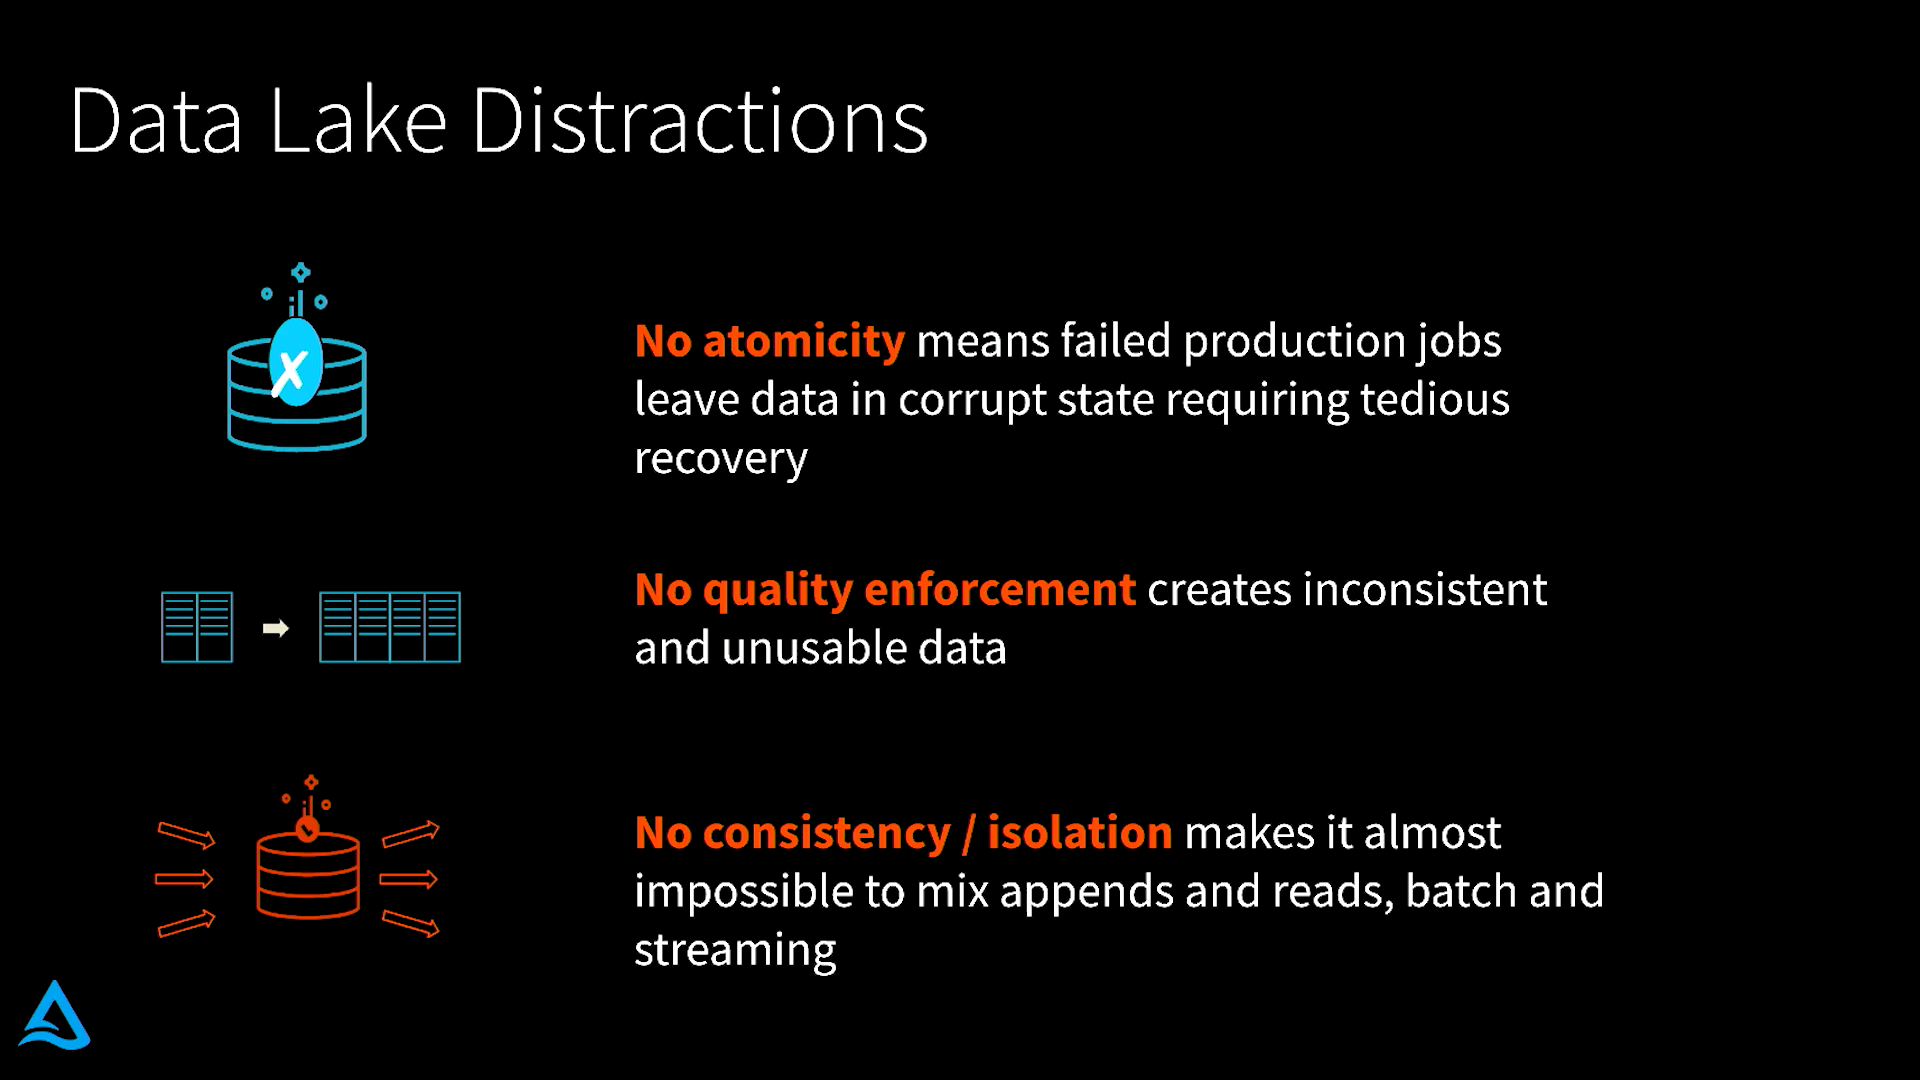 Data Lake Distractions
No atomicity means failed production jobs
leave data in corrupt state requiring tedious
recovery
No quality enforcement creates inconsistent
and unusable data
No consistency / isolation makes it almost
impossible to mix appends and reads, batch and
streaming